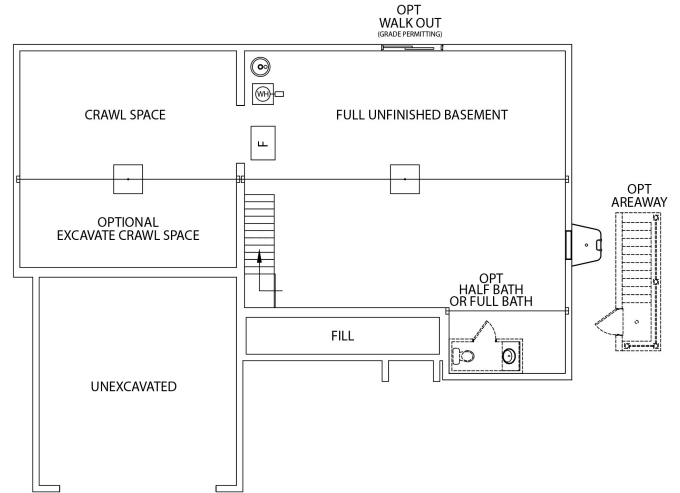 OPT
WALK OUT
(GRADE PERMITTING)
CRAWL SPACE
WH
FULL UNFINISHED BASEMENT
F
OPT
AREAWAY
OPTIONAL
EXCAVATE CRAWL SPACE
OPT
HALF BATH
OR FULL BATH
FILL
UNEXCAVATED